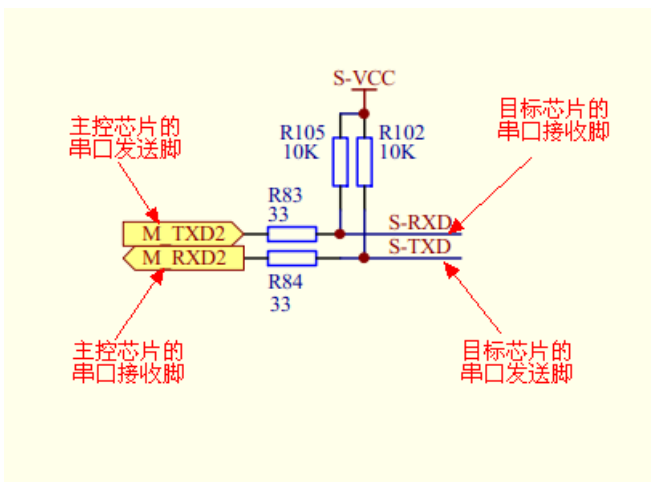 S-VCC
主控芯片的
串口发送脚
目标芯片的
串口接收脚
R105
10K
R102
10K
R83
33
M_TXD2
S-RXD
M_RXD2
S-TXD
R84
33
主控芯片的
串口接收脚
目标芯片的
串口发送脚